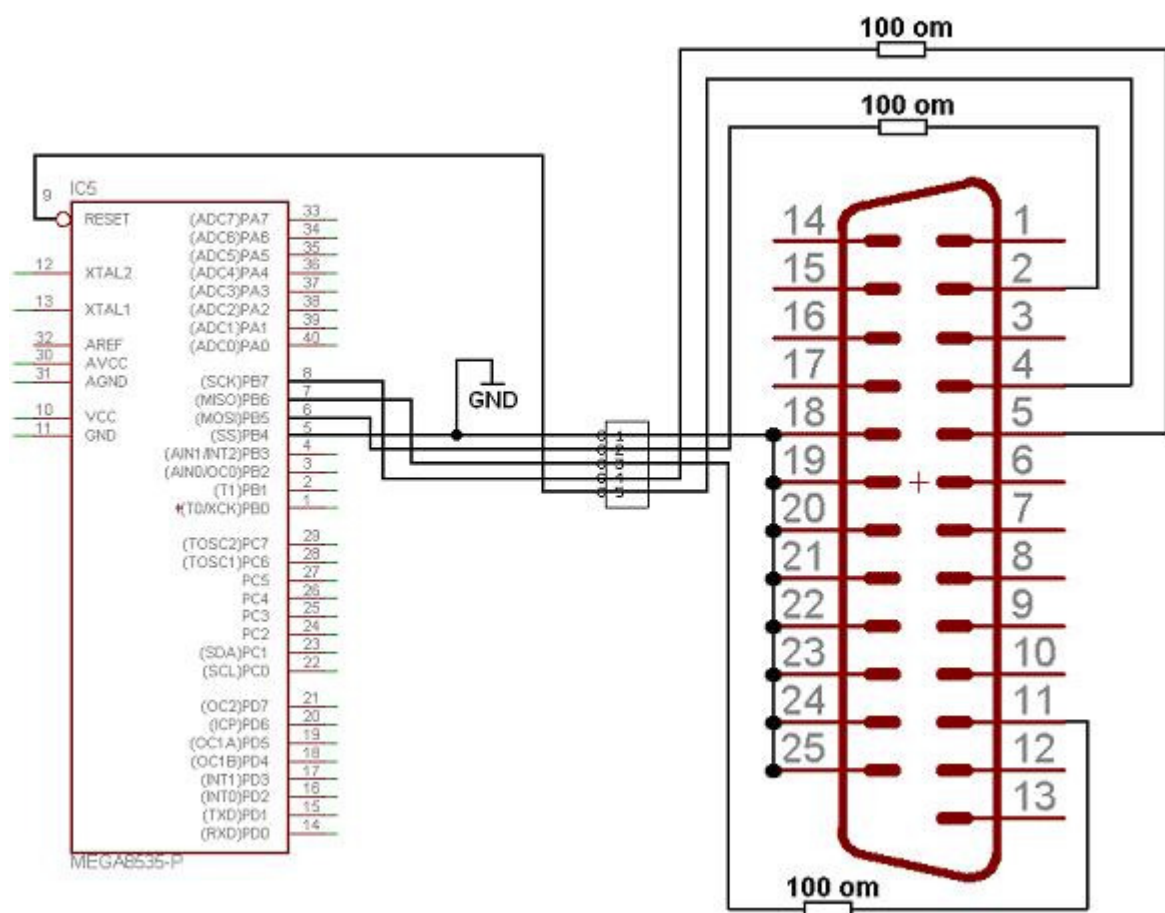 100 om
100 om
IC5
9
RESET
12
XTAL2
13
XTAL1
32
AREF
30
AVCC
31
AGND
10
VCC
11
GND
(ADC7)PA7 33
(ADC6)PA6 34
(ADC5)PA5 35
(ADC4)PA4 36
(ADC3)PA3 37
(ADC2)PA2 38
(ADC1)PA1 39
(ADC0)PA0 40
(SCK)PB7 8
(MISO)PB6 7
(MOSI)PB5 6
(SS)PB4 5
(AIN1/INT2)PB3 4
(AIN0/OC0)PB2 3
(T1)PB1 2
(T0/XCK)PB0 1
(TOSC2)PC7 29
(TOSC1)PC6 28
PC5 27
PC4 26
PC3 25
PC2 24
(SDA)PC1 23
(SCL)PC0 22
(OC2)PD7 21
(ICP)PD6 20
(OC1A)PD5 19
(OC1B)PD4 18
(INT1)PD3 17
(INT0)PD2 16
(TXD)PD1 15
(RXD)PD0 14
MEGA8535-P
GND
14
15
16
17
18
19
20
21
22
23
24
25
1
2
3
4
5
6
7
8
9
10
11
12
13
100 om